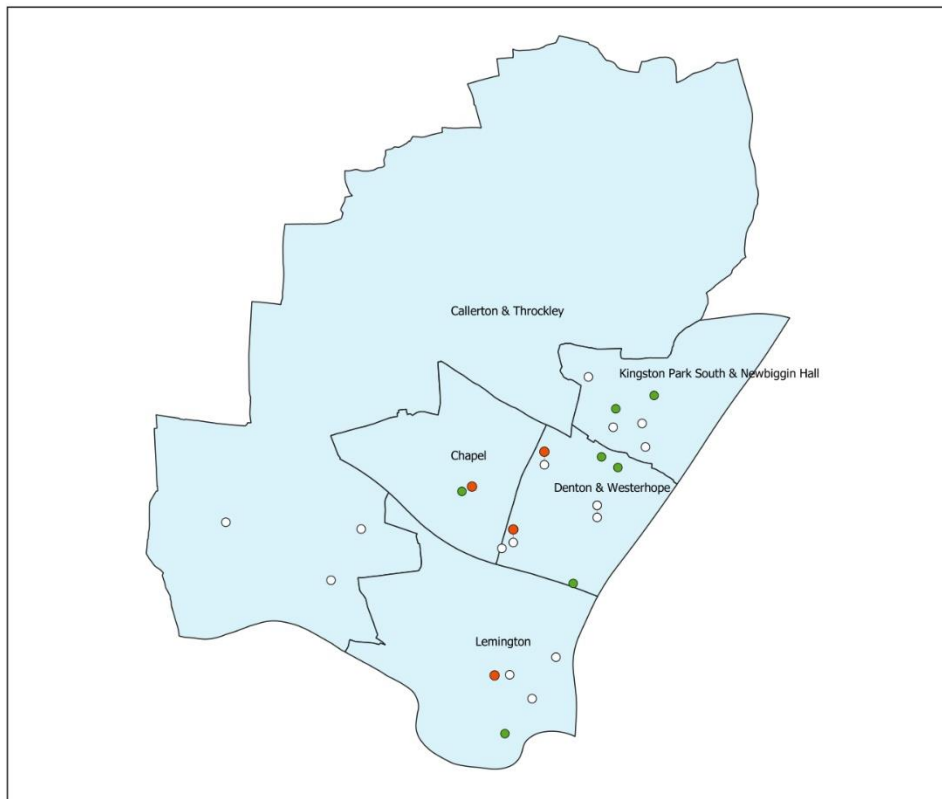 Callerton & Throckley
Kingston Park South & Newbiggin Hall
Chapel
Denton & Westerhope
Lemington